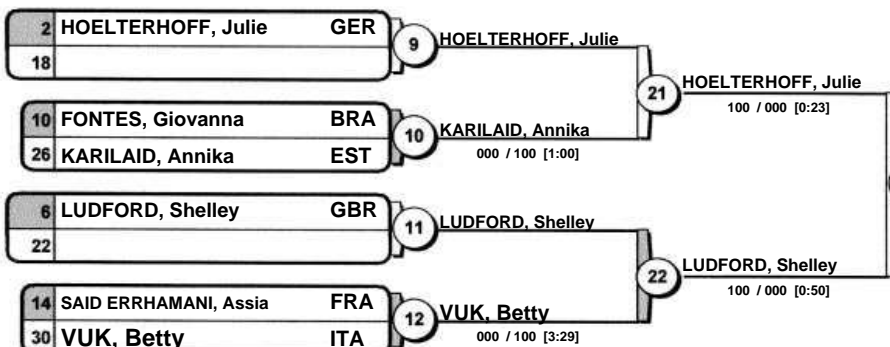 2 HOELTERHOFF, Julie GER
18
9 HOELTERHOFF, Julie
10 FONTES, Giovanna BRA
26 KARILAID, Annika EST
10 KARILAID, Annika
000 / 100 [1:00]
21 HOELTERHOFF, Julie
100 / 000 [0:23]
6 LUDFORD, Shelley GBR
22
11 LUDFORD, Shelley
14 SAID ERRHAMANI, Assia FRA
30 VUK, Betty ITA
12 VUK, Betty
000 / 100 [3:29]
22 LUDFORD, Shelley
100 / 000 [0:50]